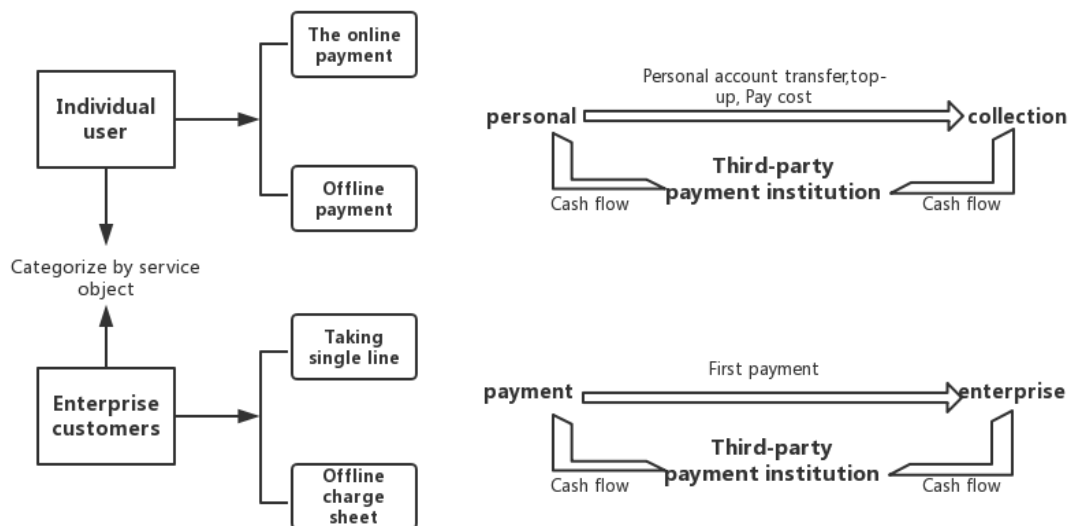 The online
payment
Individual
user
Offline
payment
Categorize by service
object
Taking
single line
Enterprise
customers
Offline
charge
sheet
Personal account transfer,top-
up, Pay cost
personal
collection
Third-party
payment institution
Cash flow
Cash flow
First payment
payment
enterprise
Third-party
payment institution
Cash flow
Cash flow